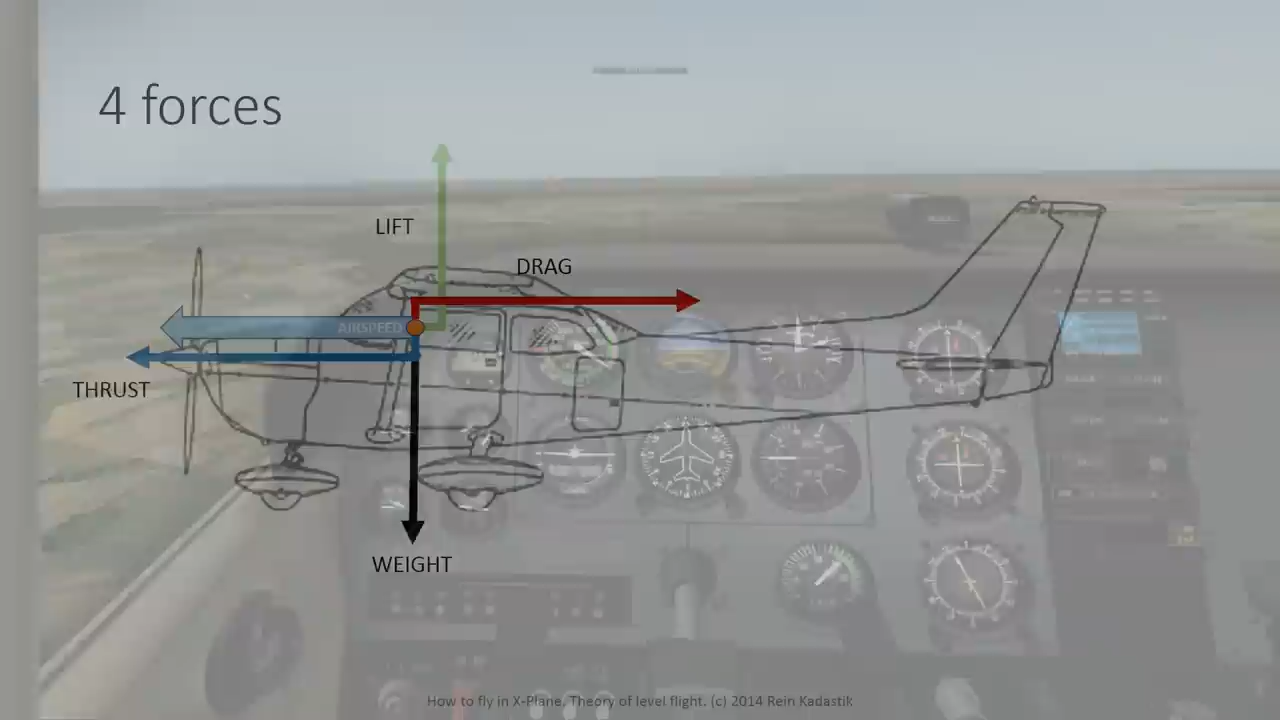 4 forces
LIFT
DRAG
AIRSPEED
THRUST
WEIGHT
How to fly in X-Plane. Theory of level flight. (c) 2014 Rein Kadastik